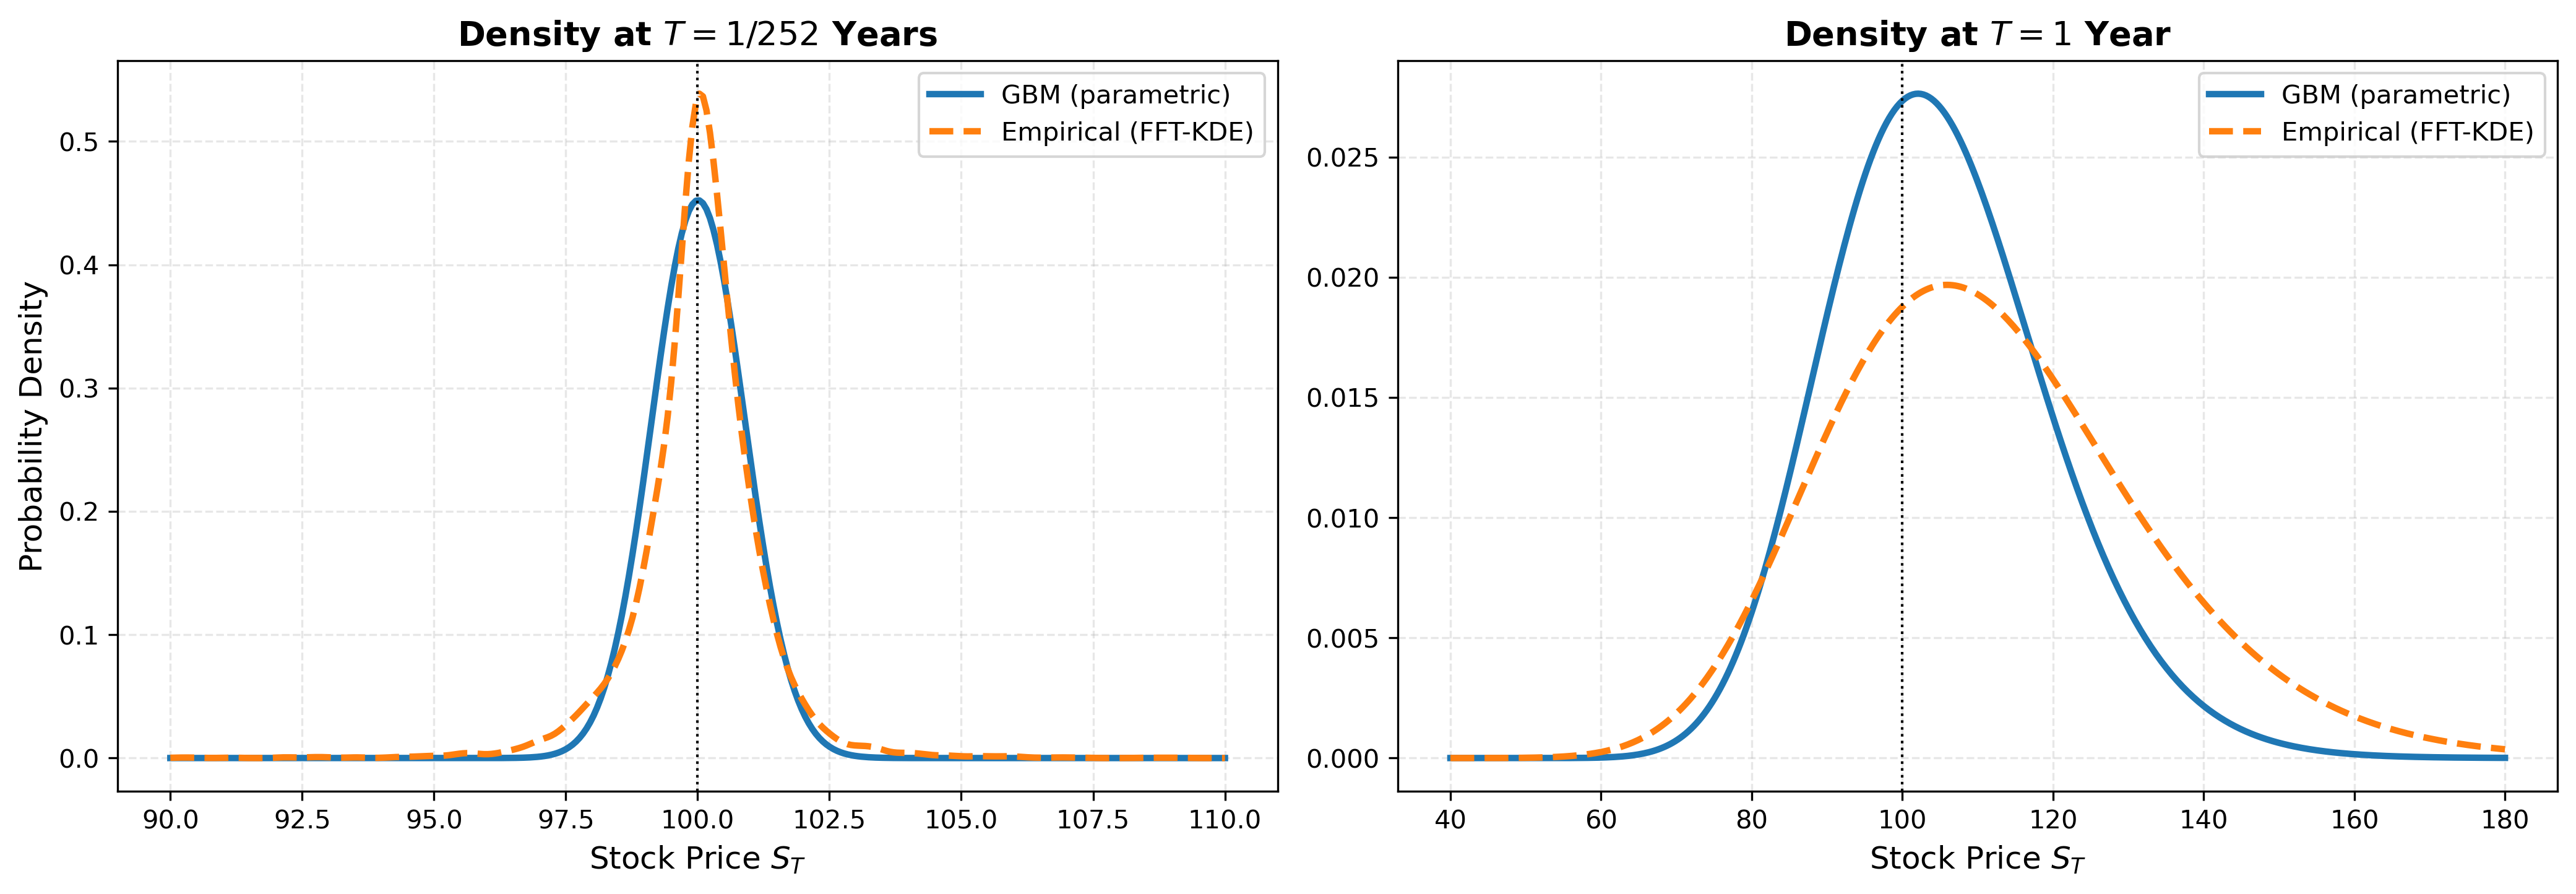 Density at T = 1/252 Years
GBM (parametric)
Empirical (FFT-KDE)
Probability Density
0.5
0.4
0.3
0.2
0.1
0.0
90.0 92.5 95.0 97.5 100.0 102.5 105.0 107.5 110.0
Stock Price S_T
Density at T = 1 Year
GBM (parametric)
Empirical (FFT-KDE)
0.025
0.020
0.015
0.010
0.005
0.000
40 60 80 100 120 140 160 180
Stock Price S_T